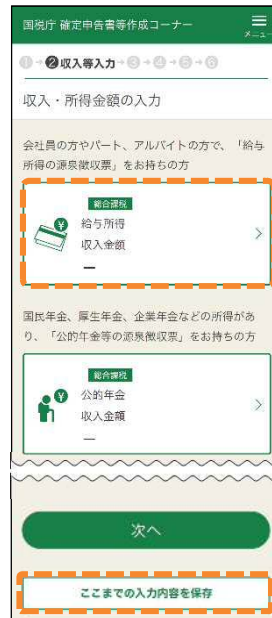 国税庁 確定申告書等作成コーナー
メニュー
①→❷収入等入力→③→④→⑤→⑥
収入・所得金額の入力
会社員の方やパート、アルバイトの方で、「給与
所得の源泉徴収票」をお持ちの方
総合課税
給与所得
収入金額
ー
国民年金、厚生年金、企業年金などの所得があ
り、「公的年金等の源泉徴収票」をお持ちの方
総合課税
公的年金
収入金額
ー
次へ
ここまでの入力内容を保存